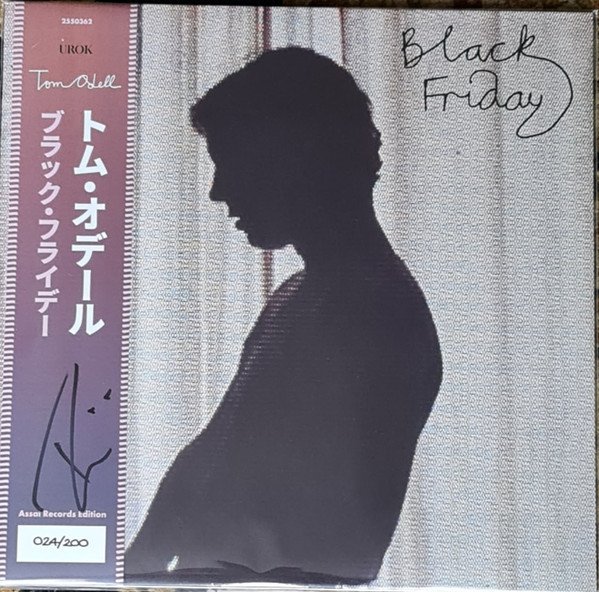 2550362
UROK
Tom Odell
トム・オデール
ブラック・フライデー
Assai Records Edition
024/200
Black
Friday